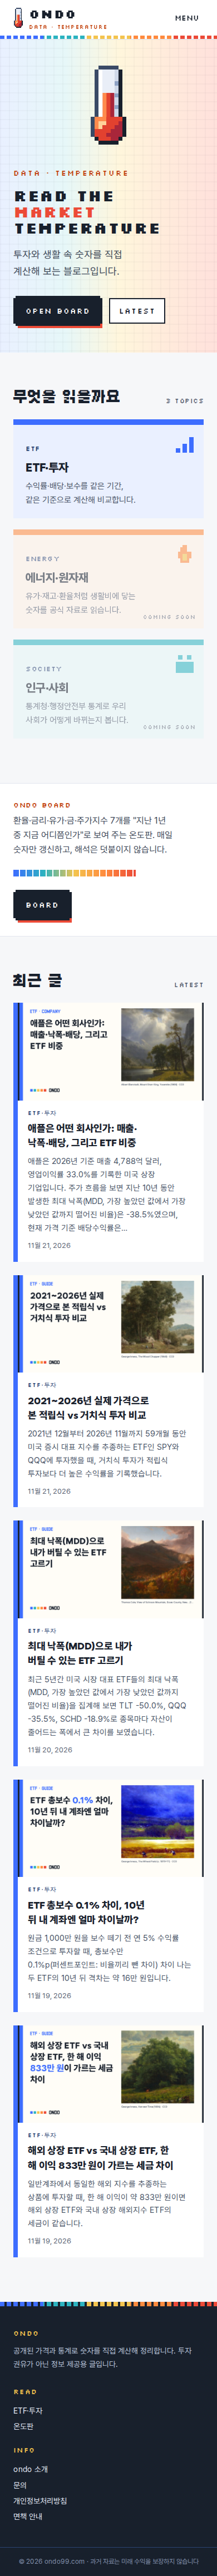 ONDO
DATA · TEMPERATURE
MENU
DATA · TEMPERATURE
READ THE
MARKET
TEMPERATURE
투자와 생활 속 숫자를 직접
계산해 보는 블로그입니다.
OPEN BOARD
LATEST
무엇을 읽을까요
3 TOPICS
ETF
ETF·투자
수익률·배당·보수를 같은 기간,
같은 기준으로 계산해 비교합니다.
ENERGY
에너지·원자재
유가·재고·환율처럼 생활비에 닿는
숫자를 공식 자료로 읽습니다.
COMING SOON
SOCIETY
인구·사회
통계청·행정안전부 통계로 우리
사회가 어떻게 바뀌는지 봅니다.
COMING SOON
ONDO BOARD
환율·금리·유가·금·주가지수 7개를 "지난 1년
중 지금 어디쯤인가"로 보여 주는 온도판. 매일
숫자만 갱신하고, 해석은 덧붙이지 않습니다.
BOARD
최근 글
LATEST
ETF · COMPANY
애플은 어떤 회사인가:
매출·낙폭·배당, 그리고
ETF 비중
ONDO
ETF·투자
애플은 어떤 회사인가: 매출·
낙폭·배당, 그리고 ETF 비중
애플은 2026년 기준 매출 4,788억 달러,
영업이익률 33.0%를 기록한 미국 상장
기업입니다. 주가 흐름을 보면 지난 10년 동안
발생한 최대 낙폭(MDD, 가장 높았던 값에서 가장
낮았던 값까지 떨어진 비율)은 -38.5%였으며,
현재 가격 기준 배당수익률은…
11월 21, 2026
ETF · GUIDE
2021~2026년 실제
가격으로 본 적립식 vs
거치식 투자 비교
ONDO
ETF·투자
2021~2026년 실제 가격으로
본 적립식 vs 거치식 투자 비교
2021년 12월부터 2026년 11월까지 59개월 동안
미국 증시 대표 지수를 추종하는 ETF인 SPY와
QQQ에 투자했을 때, 거치식 투자가 적립식
투자보다 더 높은 수익률을 기록했습니다.
11월 21, 2026
ETF · GUIDE
최대 낙폭(MDD)으로
내가 버틸 수 있는 ETF
고르기
ONDO
ETF·투자
최대 낙폭(MDD)으로 내가
버틸 수 있는 ETF 고르기
최근 5년간 미국 시장 대표 ETF들의 최대 낙폭
(MDD, 가장 높았던 값에서 가장 낮았던 값까지
떨어진 비율)을 집계해 보면 TLT -50.0%, QQQ
-35.5%, SCHD -18.9%로 종목마다 자산이
줄어드는 폭에서 큰 차이를 보였습니다.
11월 20, 2026
ETF · GUIDE
ETF 총보수 0.1% 차이,
10년 뒤 내 계좌엔 얼마
차이날까?
ONDO
ETF·투자
ETF 총보수 0.1% 차이, 10년
뒤 내 계좌엔 얼마 차이날까?
원금 1,000만 원을 보수 떼기 전 연 5% 수익률
조건으로 투자할 때, 총보수인
0.1%p(퍼센트포인트: 비율끼리 뺀 차이) 차이 나는
두 ETF의 10년 뒤 격차는 약 16만 원입니다.
11월 19, 2026
ETF · GUIDE
해외 상장 ETF vs 국내
상장 ETF, 한 해 이익
833만 원이 가르는 세금
차이
ONDO
ETF·투자
해외 상장 ETF vs 국내 상장 ETF, 한
해 이익 833만 원이 가르는 세금 차이
일반계좌에서 동일한 해외 지수를 추종하는
상품에 투자할 때, 한 해 이익이 약 833만 원이면
해외 상장 ETF와 국내 상장 해외지수 ETF의
세금이 같습니다.
11월 19, 2026
ONDO
공개된 가격과 통계로 숫자를 직접 계산해 정리합니다. 투자
권유가 아닌 정보 제공용 글입니다.
READ
ETF·투자
온도판
INFO
ondo 소개
문의
개인정보처리방침
면책 안내
© 2026 ondo99.com · 과거 자료는 미래 수익을 보장하지 않습니다